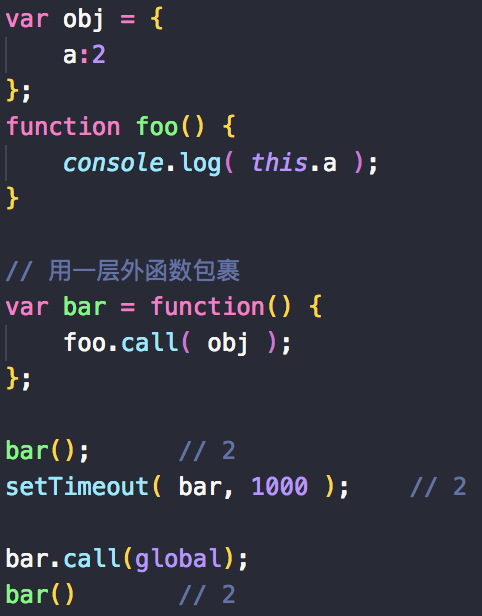 var obj = {
    a:2
};
function foo() {
    console.log( this.a );
}

// 用一层外函数包裹
var bar = function() {
    foo.call( obj );
};

bar();      // 2
setTimeout( bar, 1000 );    // 2

bar.call(global);
bar()       // 2